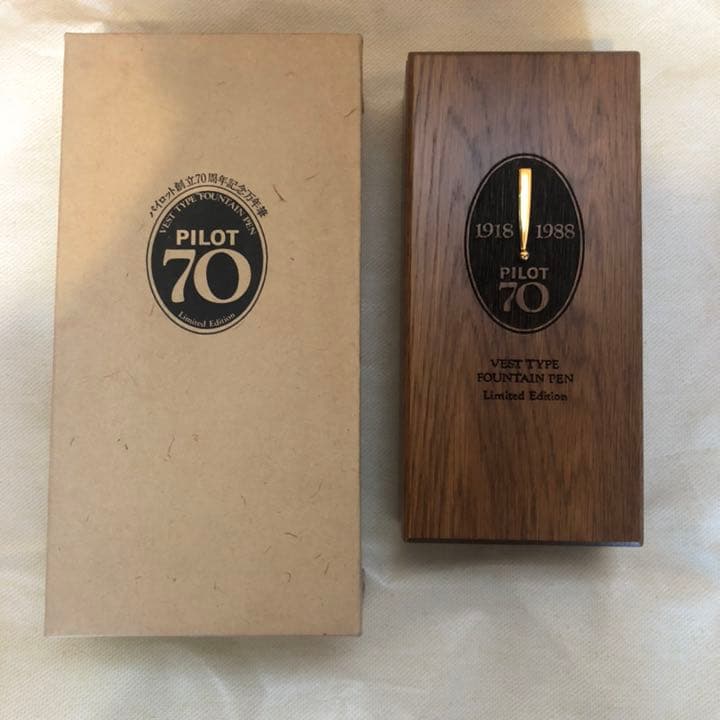 パイロット創立70周年記念万年筆
VEST TYPE FOUNTAIN PEN
PILOT
70
Limited Edition
1918 1988
PILOT
70
VEST TYPE
FOUNTAIN PEN
Limited Edition